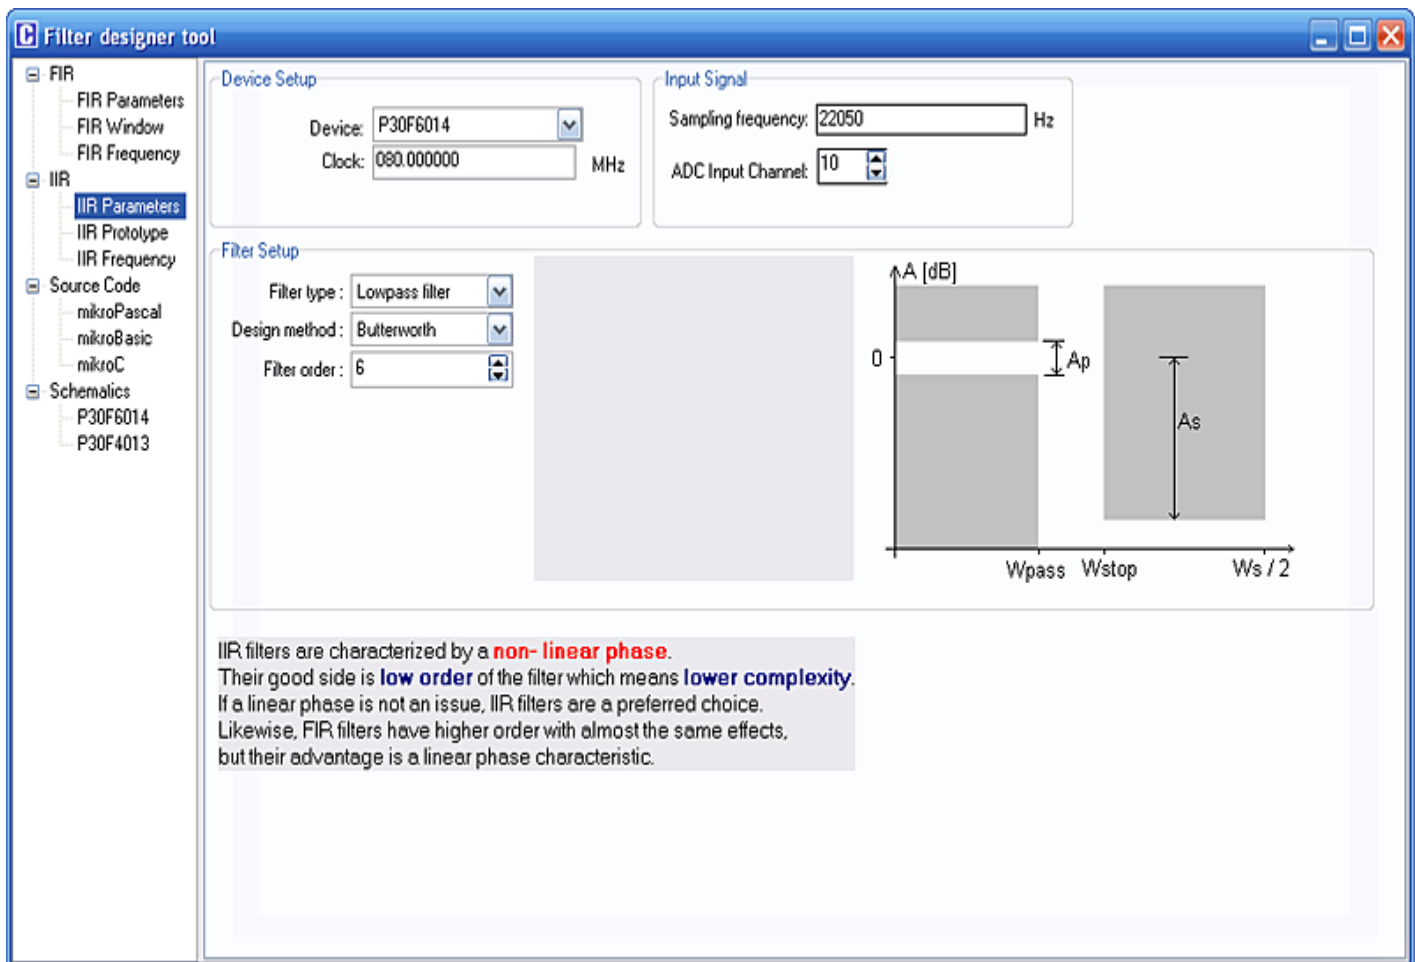 C Filter designer tool
FIR
FIR Parameters
FIR Window
FIR Frequency
IIR
IIR Parameters
IIR Prototype
IIR Frequency
Source Code
mikroPascal
mikroBasic
mikroC
Schematics
P30F6014
P30F4013
Device Setup
Device: P30F6014
Clock: 080.000000 MHz
Input Signal
Sampling frequency: 22050 Hz
ADC Input Channel: 10
Filter Setup
Filter type : Lowpass filter
Design method : Butterworth
Filter order : 6
A [dB]
0
Ap
As
Wpass Wstop Ws / 2
IIR filters are characterized by a non- linear phase.
Their good side is low order of the filter which means lower complexity.
If a linear phase is not an issue, IIR filters are a preferred choice.
Likewise, FIR filters have higher order with almost the same effects,
but their advantage is a linear phase characteristic.